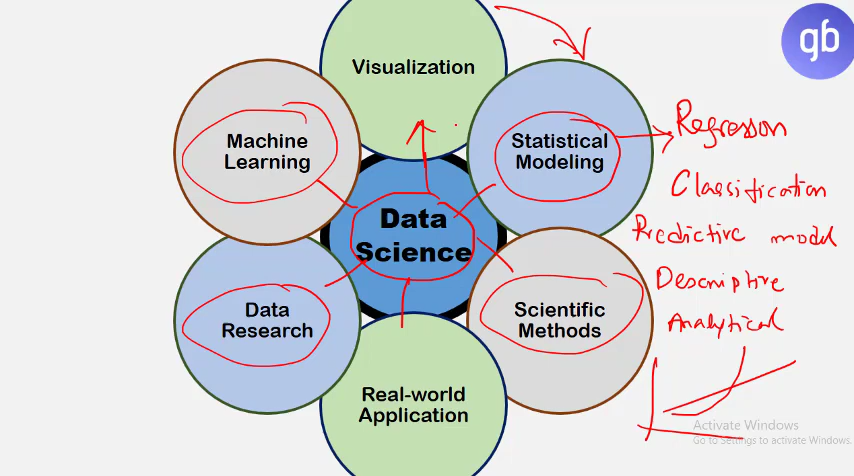 gb
Visualization
Machine
Learning
Statistical
Modeling
Data
Science
Data
Research
Scientific
Methods
Real-world
Application
Regresson
Classification
Predictive model
Descriptive
Analytical
Activate Windows
Go to Settings to activate Windows.